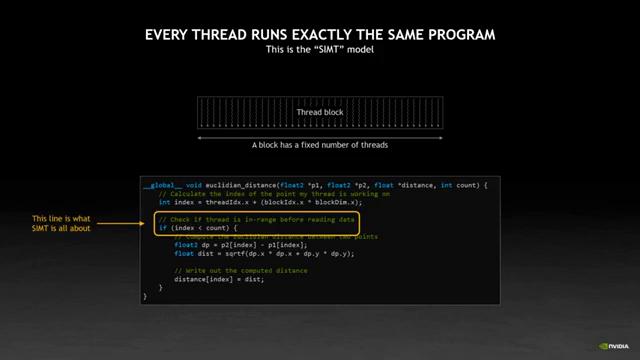 EVERY THREAD RUNS EXACTLY THE SAME PROGRAM
This is the “SIMT” model
Thread block
A block has a fixed number of threads
__global__ void euclidian_distance(float2 *p1, float2 *p2, float *distance, int count) {
// Calculate the index of the point my thread is working on
int index = threadIdx.x + (blockIdx.x * blockDim.x);
This line is what
SIMT is all about
// Check if thread is in-range before reading data
if (index < count) {
// Compute the Euclidean distance between two points
float2 dp = p2[index] - p1[index];
float dist = sqrtf(dp.x * dp.x + dp.y * dp.y);
// Write out the computed distance
distance[index] = dist;
}
}
NVIDIA